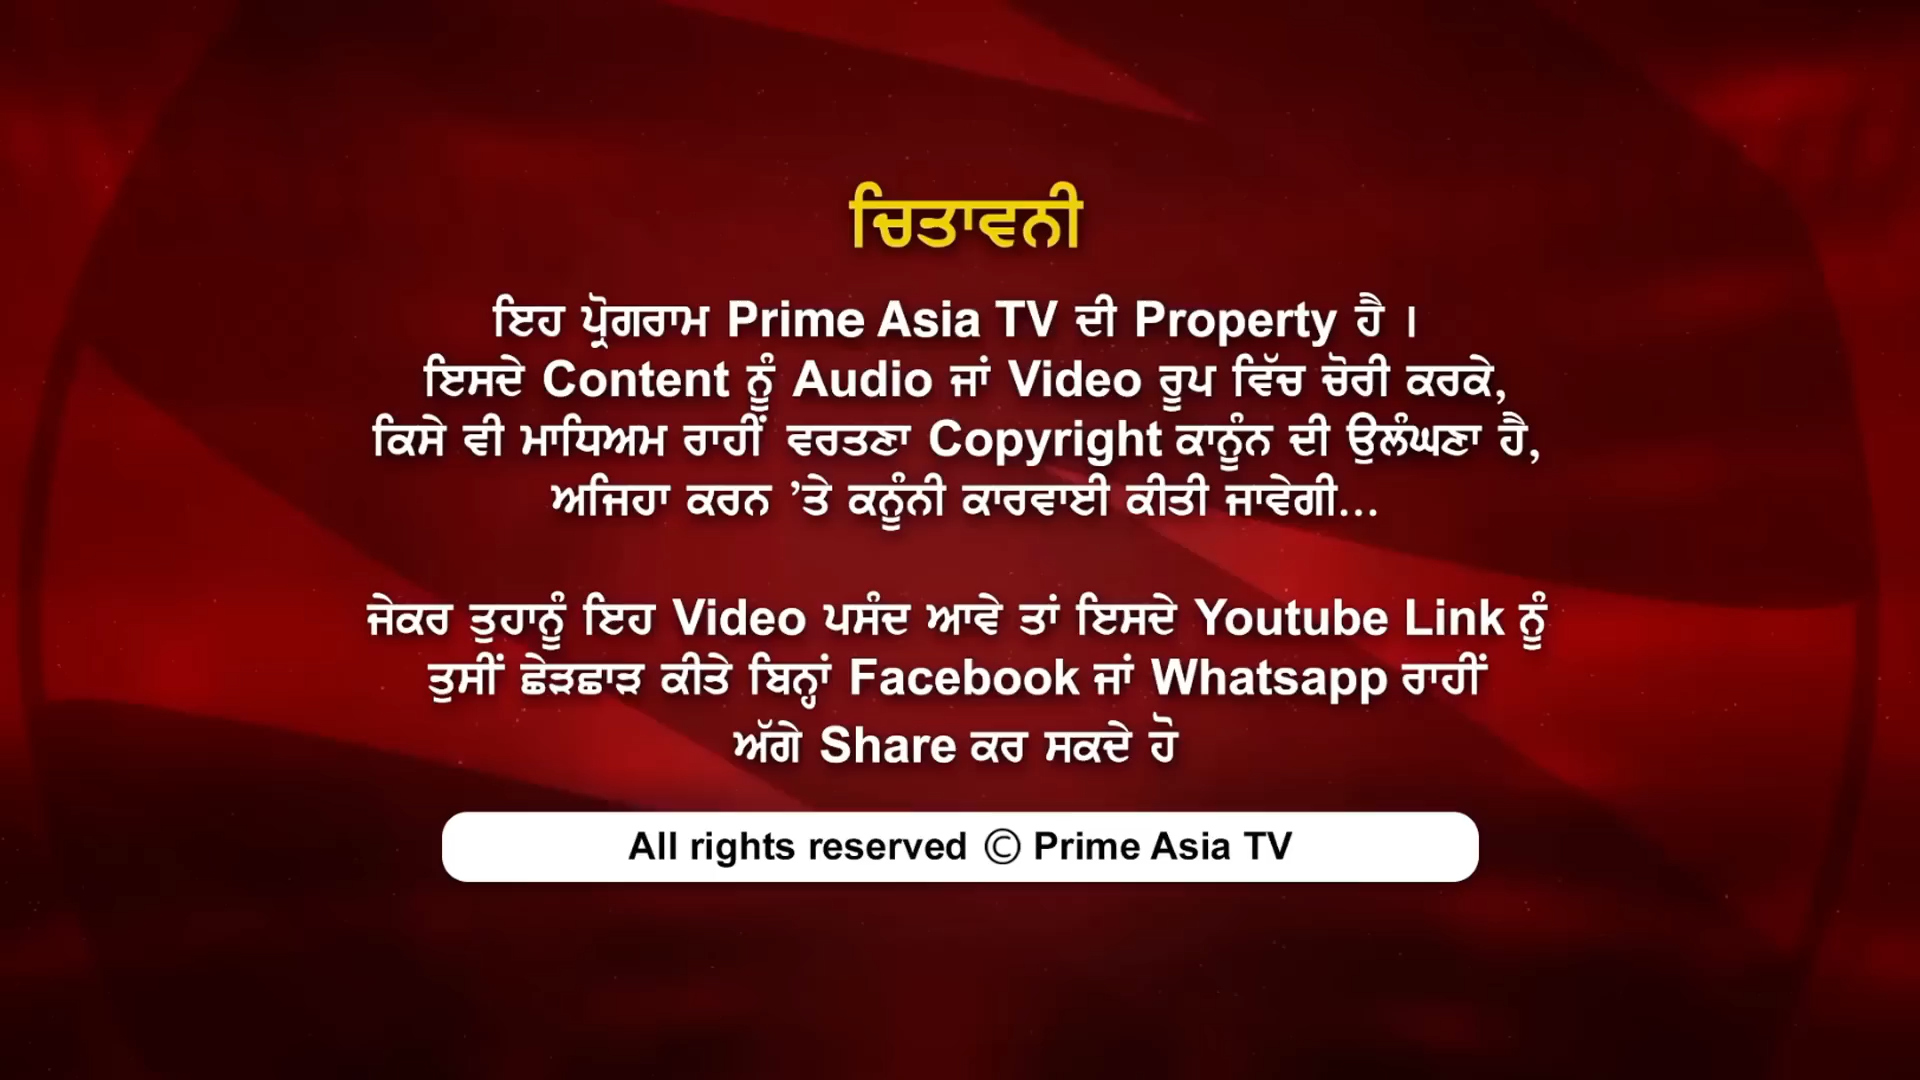 ਚਿਤਾਵਨੀ
ਇਹ ਪ੍ਰੋਗਰਾਮ Prime Asia TV ਦੀ Property ਹੈ ।
ਇਸਦੇ Content ਨੂੰ Audio ਜਾਂ Video ਰੂਪ ਵਿੱਚ ਚੋਰੀ ਕਰਕੇ,
ਕਿਸੇ ਵੀ ਮਾਧਿਅਮ ਰਾਹੀਂ ਵਰਤਣਾ Copyright ਕਾਨੂੰਨ ਦੀ ਉਲੰਘਣਾ ਹੈ,
ਅਜਿਹਾ ਕਰਨ ’ਤੇ ਕਨੂੰਨੀ ਕਾਰਵਾਈ ਕੀਤੀ ਜਾਵੇਗੀ...
ਜੇਕਰ ਤੁਹਾਨੂੰ ਇਹ Video ਪਸੰਦ ਆਵੇ ਤਾਂ ਇਸਦੇ Youtube Link ਨੂੰ
ਤੁਸੀਂ ਛੇੜਛਾੜ ਕੀਤੇ ਬਿਨ੍ਹਾਂ Facebook ਜਾਂ Whatsapp ਰਾਹੀਂ
ਅੱਗੇ Share ਕਰ ਸਕਦੇ ਹੋ
All rights reserved © Prime Asia TV